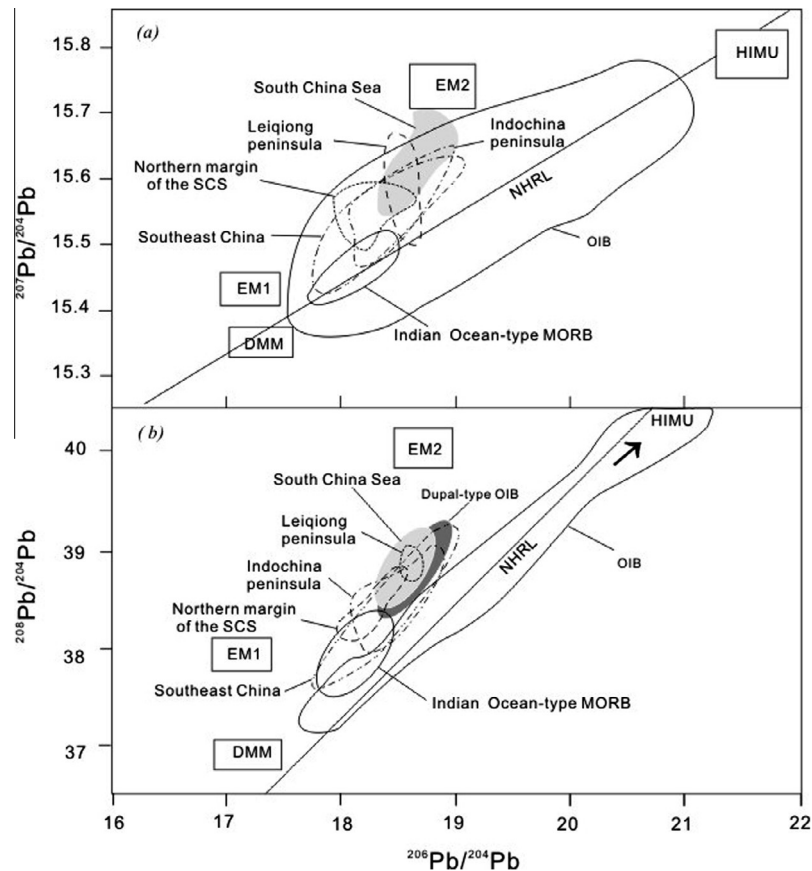 (a)
15.8
HIMU
EM2
South China Sea
15.7
Leiqiong
peninsula
Indochina
peninsula
15.6
Northern margin
of the SCS
NHRL
207Pb/204Pb
15.5
Southeast China
OIB
EM1
15.4
Indian Ocean-type MORB
DMM
15.3
(b)
HIMU
40
EM2
South China Sea
Dupal-type OIB
Leiqiong
peninsula
39
NHRL
OIB
Indochina
peninsula
208Pb/204Pb
Northern margin
of the SCS
38
EM1
Southeast China
Indian Ocean-type MORB
37
DMM
16 17 18 19 20 21 22
206Pb/204Pb